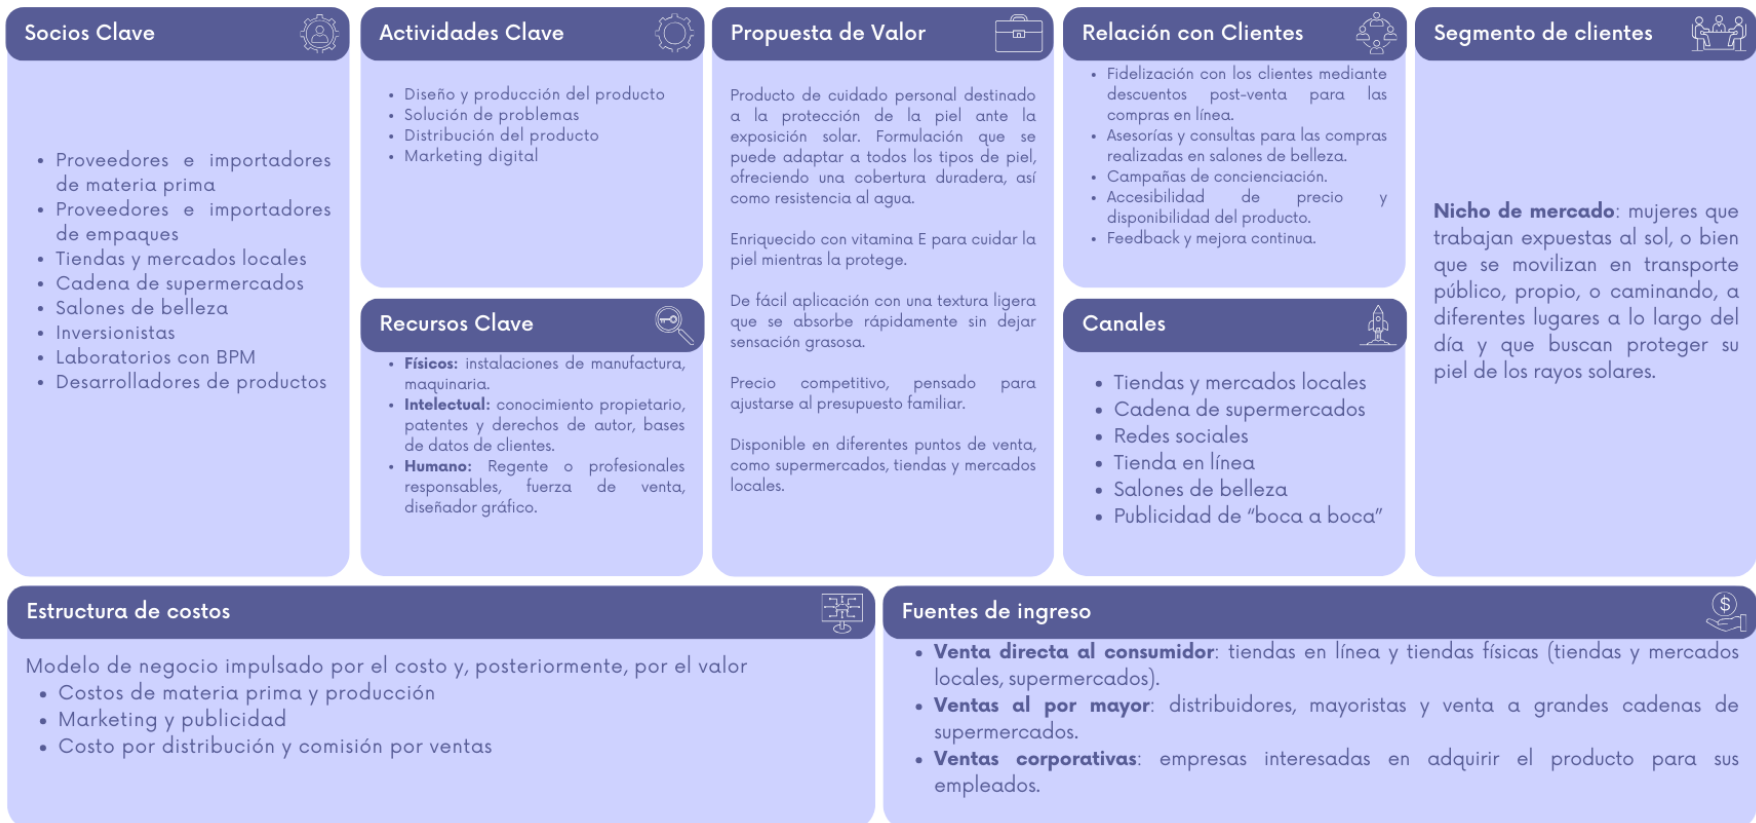 Socios Clave
• Proveedores e importadores
de materia prima
• Proveedores e importadores
de empaques
• Tiendas y mercados locales
• Cadena de supermercados
• Salones de belleza
• Inversionistas
• Laboratorios con BPM
• Desarrolladores de productos
Actividades Clave
• Diseño y producción del producto
• Solución de problemas
• Distribución del producto
• Marketing digital
Recursos Clave
• Físicos: instalaciones de manufactura,
maquinaria.
• Intelectual: conocimiento propietario,
patentes y derechos de autor, bases
de datos de clientes.
• Humano: Regente o profesionales
responsables, fuerza de venta,
diseñador gráfico.
Propuesta de Valor
Producto de cuidado personal destinado
a la protección de la piel ante la
exposición solar. Formulación que se
puede adaptar a todos los tipos de piel,
ofreciendo una cobertura duradera, así
como resistencia al agua.
Enriquecido con vitamina E para cuidar la
piel mientras la protege.
De fácil aplicación con una textura ligera
que se absorbe rápidamente sin dejar
sensación grasosa.
Precio competitivo, pensado para
ajustarse al presupuesto familiar.
Disponible en diferentes puntos de venta,
como supermercados, tiendas y mercados
locales.
Relación con Clientes
• Fidelización con los clientes mediante
descuentos post-venta para las
compras en línea.
• Asesorías y consultas para las compras
realizadas en salones de belleza.
• Campañas de concienciación.
• Accesibilidad de precio y
disponibilidad del producto.
• Feedback y mejora continua.
Canales
• Tiendas y mercados locales
• Cadena de supermercados
• Redes sociales
• Tienda en línea
• Salones de belleza
• Publicidad de “boca a boca”
Segmento de clientes
Nicho de mercado: mujeres que
trabajan expuestas al sol, o bien
que se movilizan en transporte
público, propio, o caminando, a
diferentes lugares a lo largo del
día y que buscan proteger su
piel de los rayos solares.
Estructura de costos
Modelo de negocio impulsado por el costo y, posteriormente, por el valor
• Costos de materia prima y producción
• Marketing y publicidad
• Costo por distribución y comisión por ventas
Fuentes de ingreso
$
• Venta directa al consumidor: tiendas en línea y tiendas físicas (tiendas y mercados
locales, supermercados).
• Ventas al por mayor: distribuidores, mayoristas y venta a grandes cadenas de
supermercados.
• Ventas corporativas: empresas interesadas en adquirir el producto para sus
empleados.